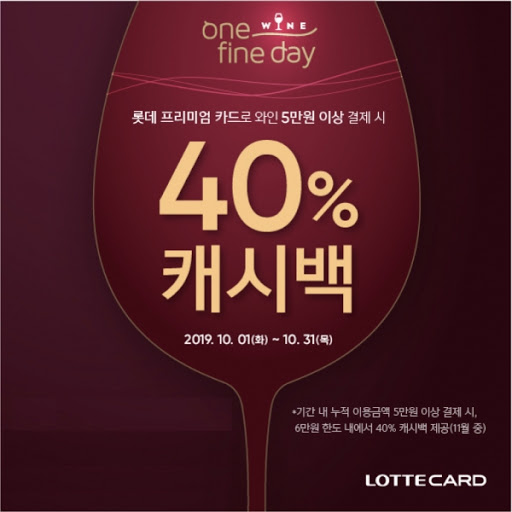 one WINE
fine day
롯데 프리미엄 카드로 와인 5만원 이상 결제 시
40%
캐시백
2019. 10. 01(화) ~ 10. 31(목)
*기간 내 누적 이용금액 5만원 이상 결제 시,
6만원 한도 내에서 40% 캐시백 제공(11월 중)
LOTTE CARD